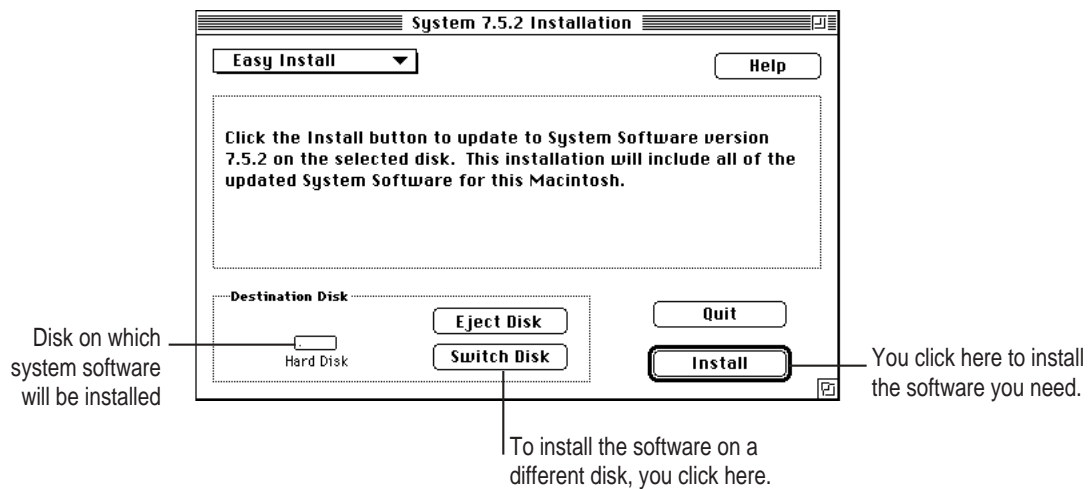 System 7.5.2 Installation
Easy Install
Help
Click the Install button to update to System Software version
7.5.2 on the selected disk. This installation will include all of the
updated System Software for this Macintosh.
Destination Disk
Hard Disk
Eject Disk
Switch Disk
Quit
Install
Disk on which
system software
will be installed
You click here to install
the software you need.
To install the software on a
different disk, you click here.